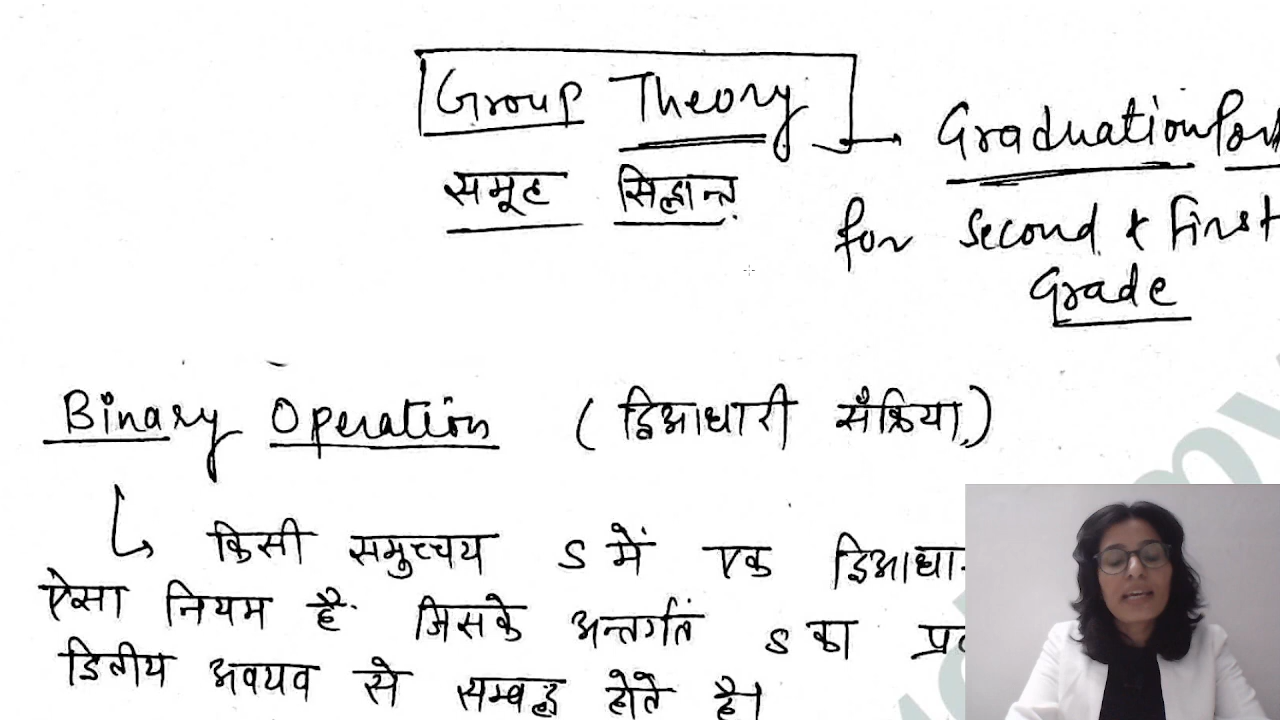 Group Theory
समूह सिद्धान्त
Graduation
for Second & First
Grade
Binary Operation (द्विआधारी संक्रिया)
किसी समुच्चय S में एक
ऐसा नियम है जिसके अन्तर्गत S का
द्वितीय अवयव से सम्बद्ध होते है।